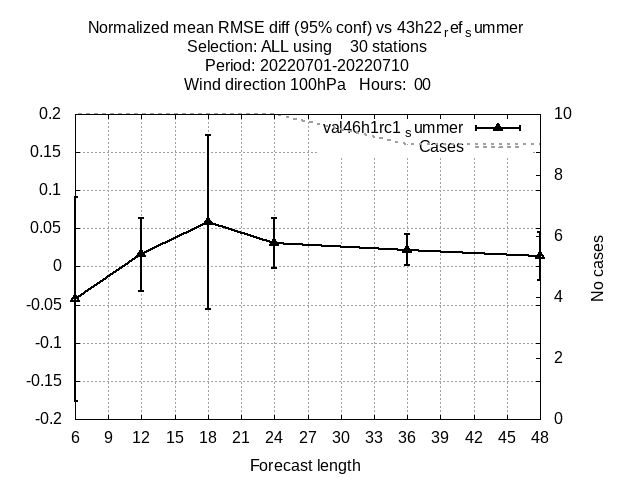 Normalized mean RMSE diff (95% conf) vs 43h22ref summer
Selection: ALL using 30 stations
Period: 20220701-20220710
Wind direction 100hPa Hours: 00
0.2
0.15
0.1
0.05
0
-0.05
-0.1
-0.15
-0.2
val46h1rc1summer
Cases
10
8
6
4
2
0
No cases
6 9 12 15 18 21 24 27 30 33 36 39 42 45 48
Forecast length